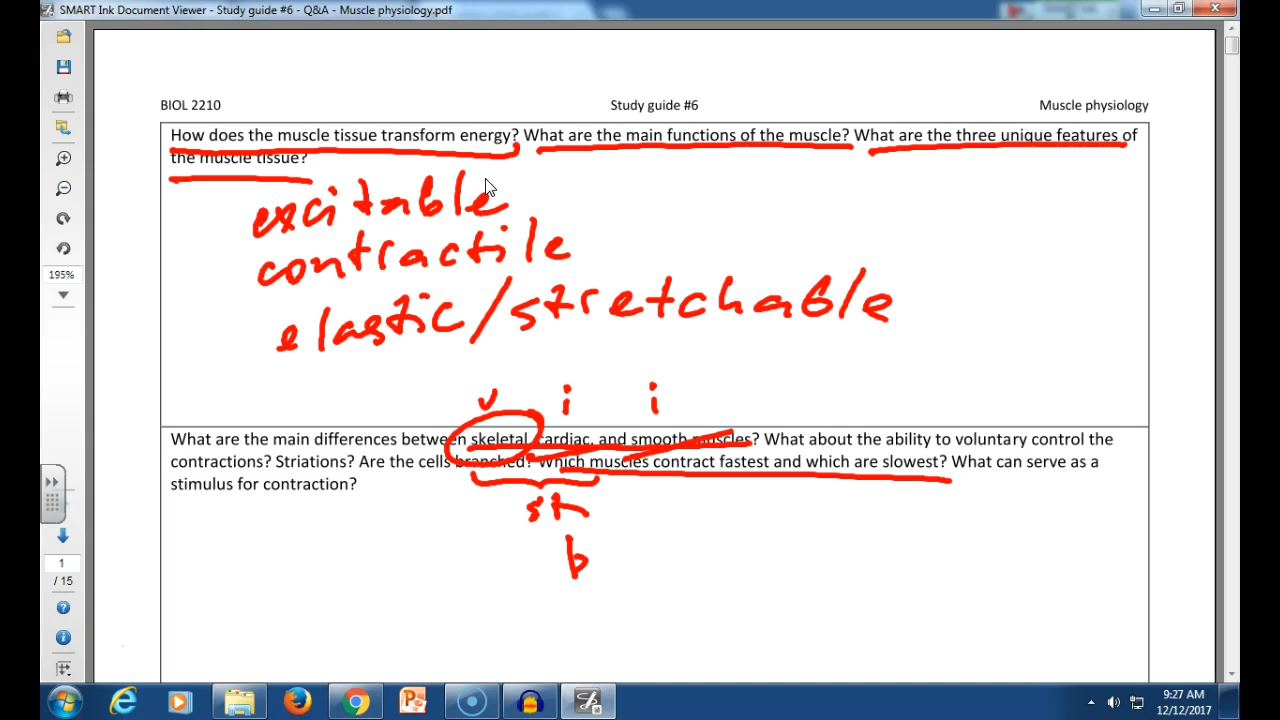 SMART Ink Document Viewer - Study guide #6 - Q&A - Muscle physiology.pdf
BIOL 2210 Study guide #6 Muscle physiology
How does the muscle tissue transform energy? What are the main functions of the muscle? What are the three unique features of
the muscle tissue?
excitable
contractile
elastic/stretchable
v i i
What are the main differences between skeletal, cardiac, and smooth muscles? What about the ability to voluntary control the
contractions? Striations? Are the cells branched? Which muscles contract fastest and which are slowest? What can serve as a
stimulus for contraction?
str
b
195%
1
/ 15
9:27 AM
12/12/2017